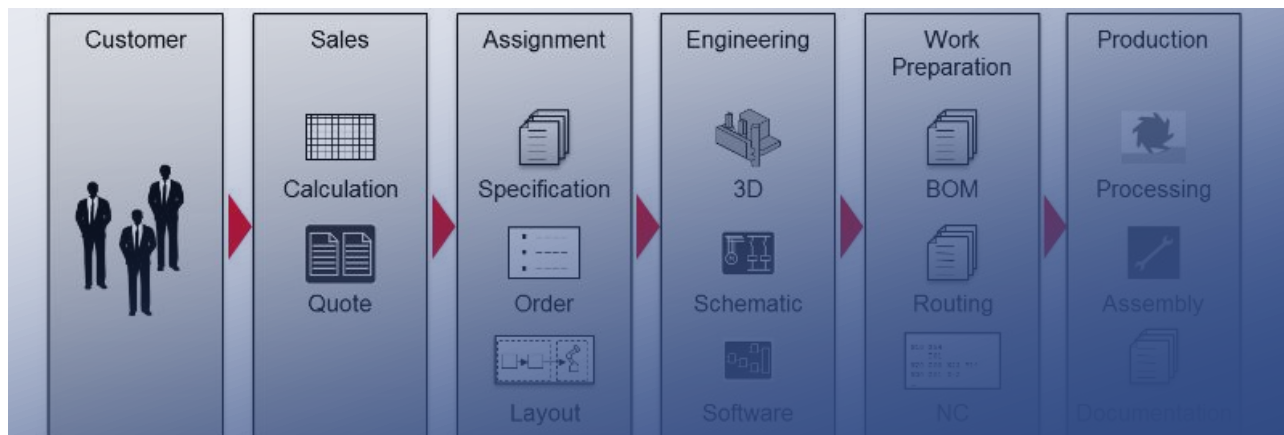 Customer
Sales
Calculation
Quote
Assignment
Specification
Order
Layout
Engineering
3D
Schematic
Software
Work
Preparation
BOM
Routing
NC
Production
Processing
Assembly
Documentation